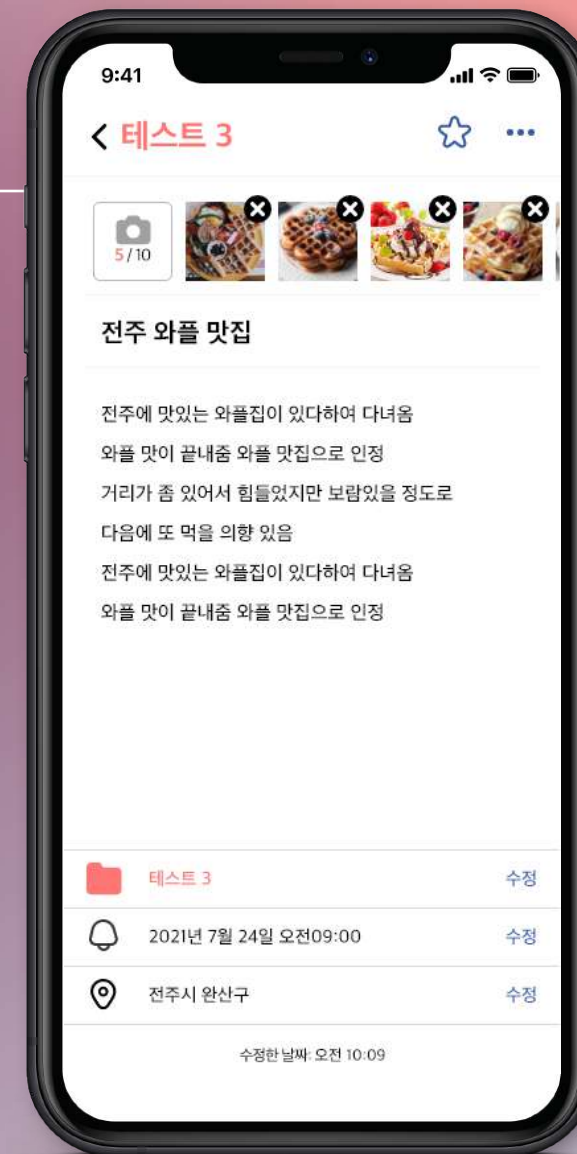 9:41
테스트 3
5/10
전주 와플 맛집
전주에 맛있는 와플집이 있다하여 다녀옴
와플 맛이 끝내줌 와플 맛집으로 인정
거리가 좀 있어서 힘들었지만 보람있을 정도로
다음에 또 먹을 의향 있음
전주에 맛있는 와플집이 있다하여 다녀옴
와플 맛이 끝내줌 와플 맛집으로 인정
테스트 3 수정
2021년 7월 24일 오전09:00 수정
전주시 완산구 수정
수정한 날짜: 오전 10:09